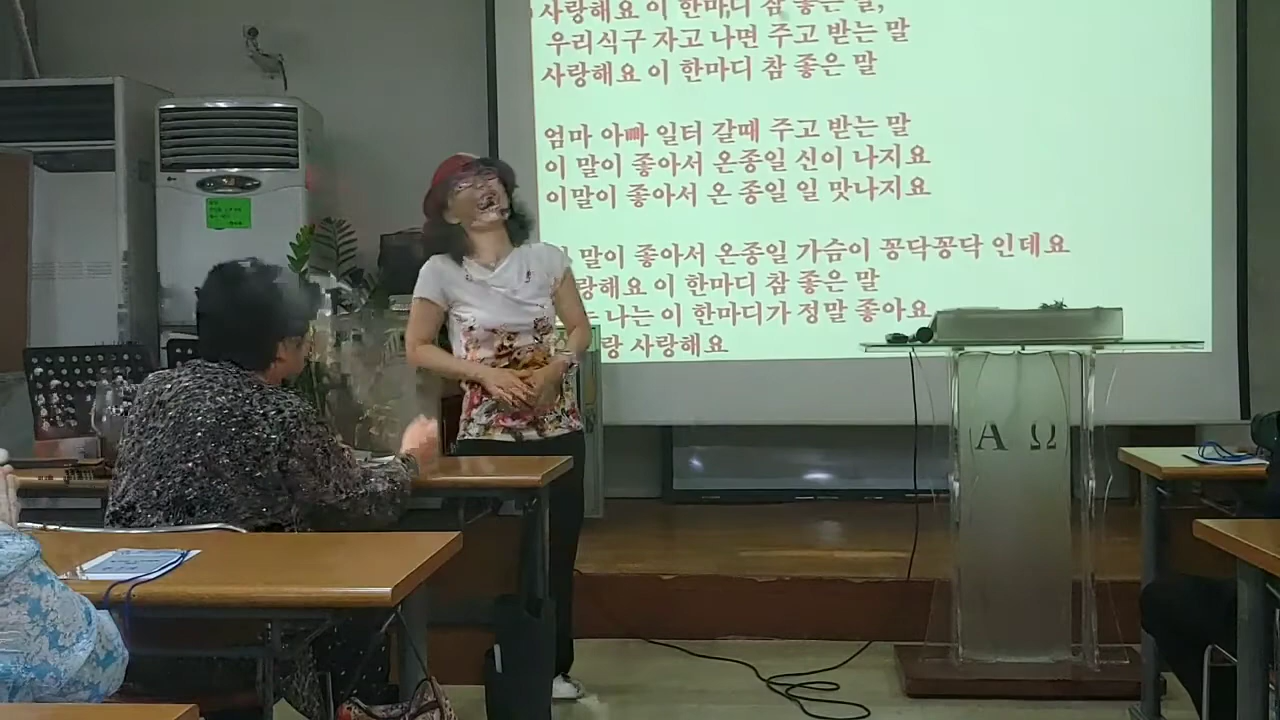 사랑해요 이 한마디 참 좋은 말,
우리식구 자고 나면 주고 받는 말
사랑해요 이 한마디 참 좋은 말
엄마 아빠 일터 갈때 주고 받는 말
이 말이 좋아서 온종일 신이 나지요
이말이 좋아서 온 종일 일 맛나지요
말이 좋아서 온종일 가슴이 꽁닥꽁닥 인데요
랑해요 이 한마디 참 좋은 말
나는 이 한마디가 정말 좋아요
랑 사랑해요
Α Ω